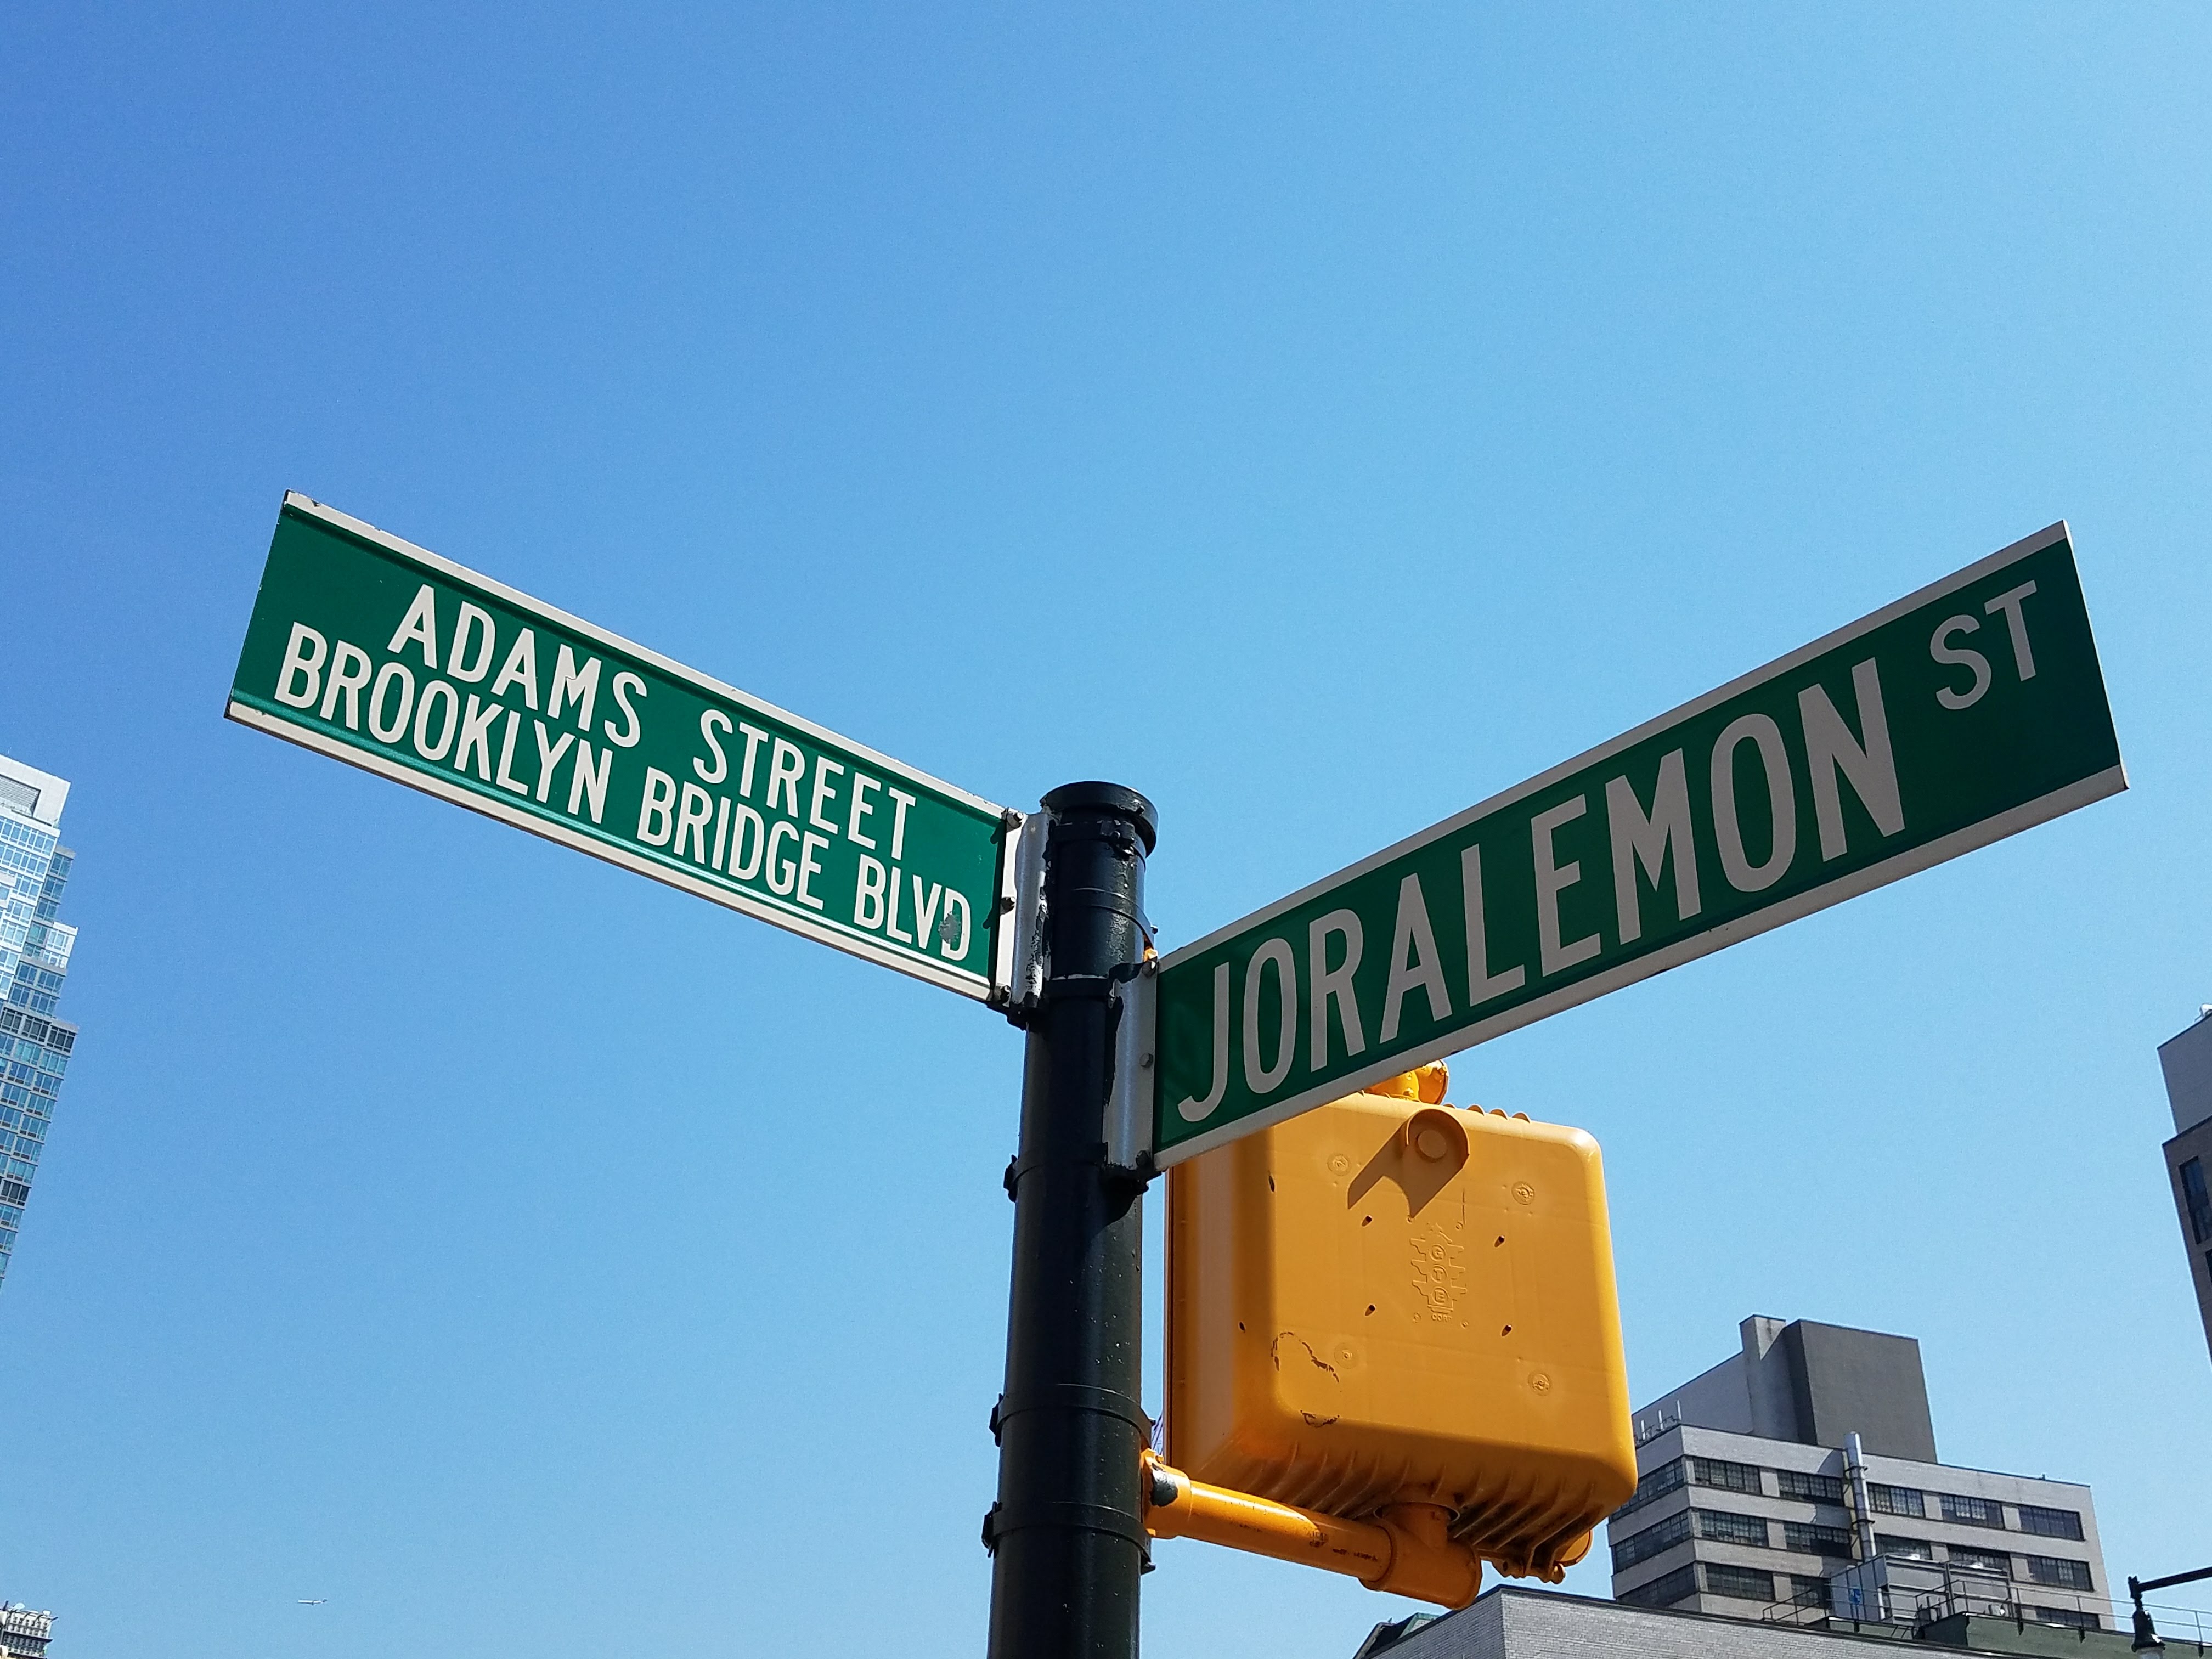 ADAMS STREET
BROOKLYN BRIDGE BLVD
JORALEMON ST